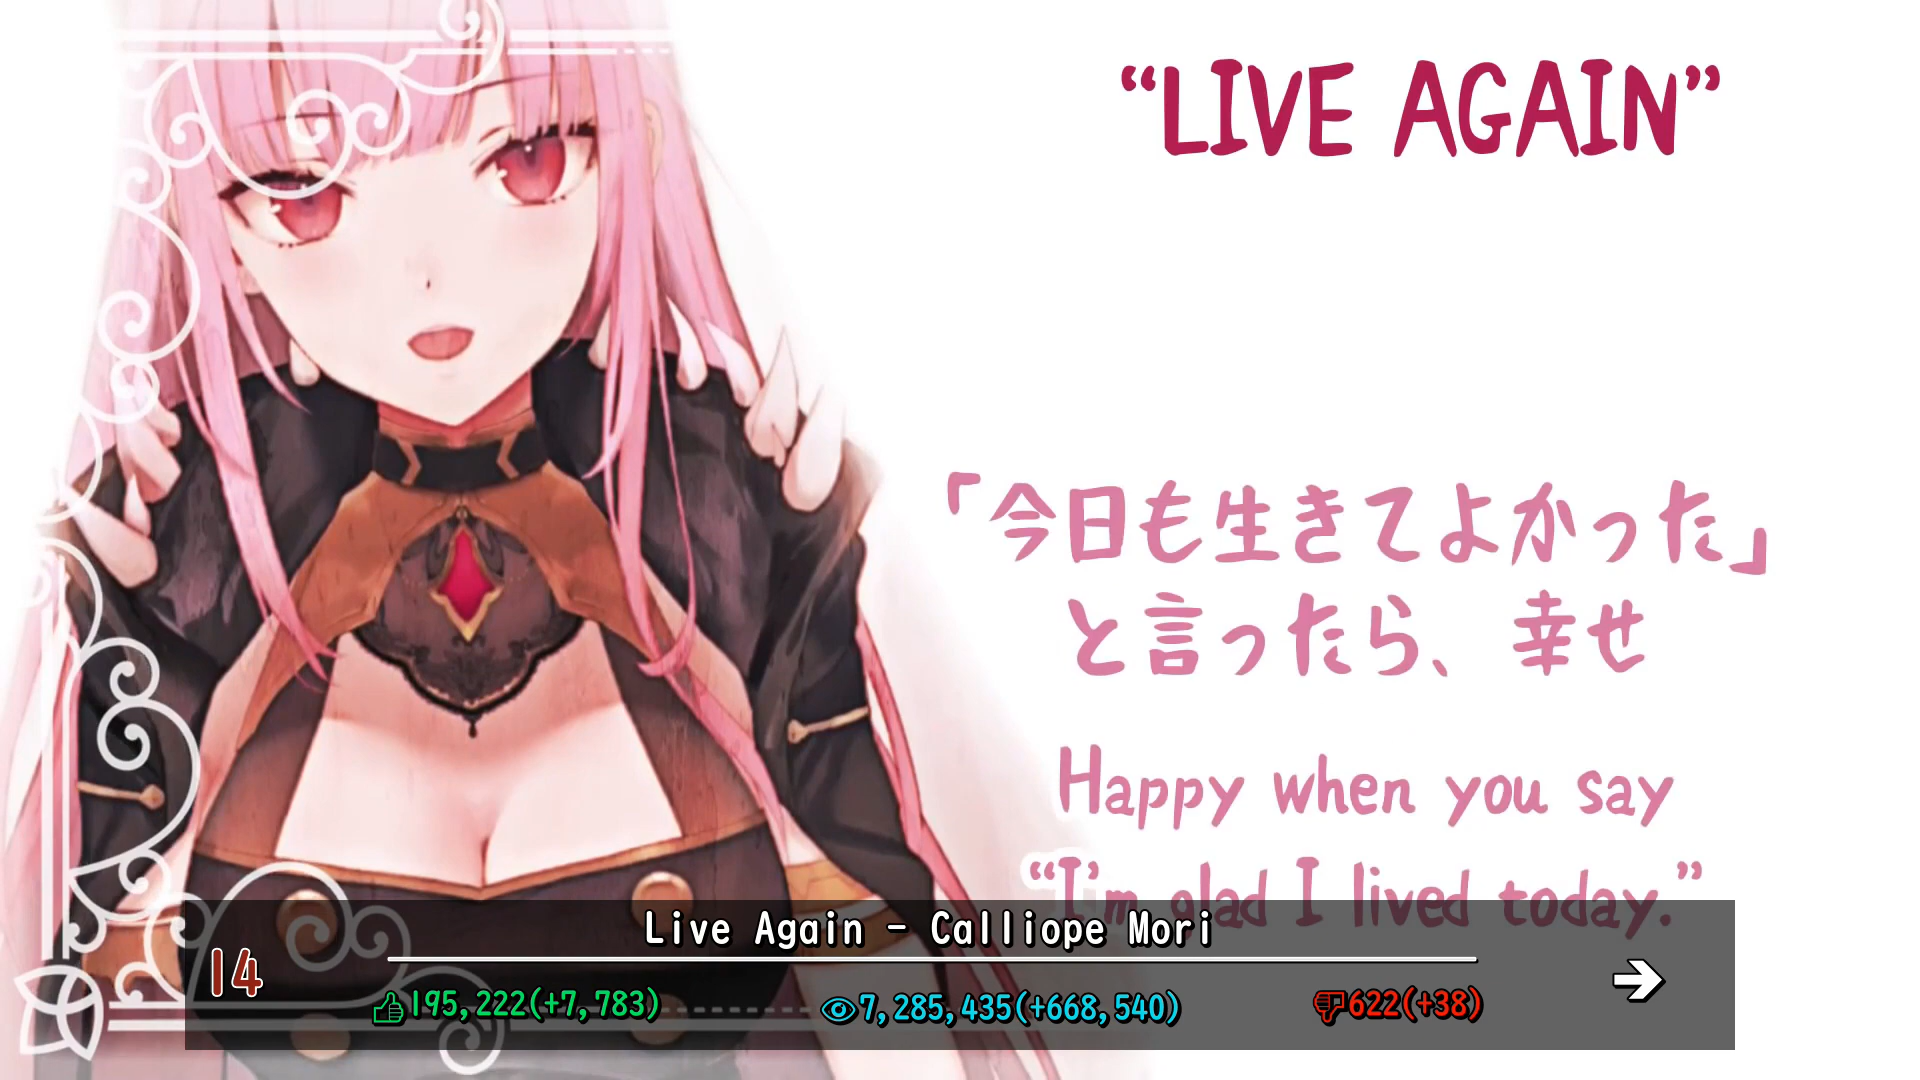 “LIVE AGAIN”
「今日も生きてよかった」
と言ったら、幸せ
Happy when you say
“I'm glad I lived today.”
Live Again - Calliope Mori
14
195,222(+7,783)
7,285,435(+668,540)
622(+38)